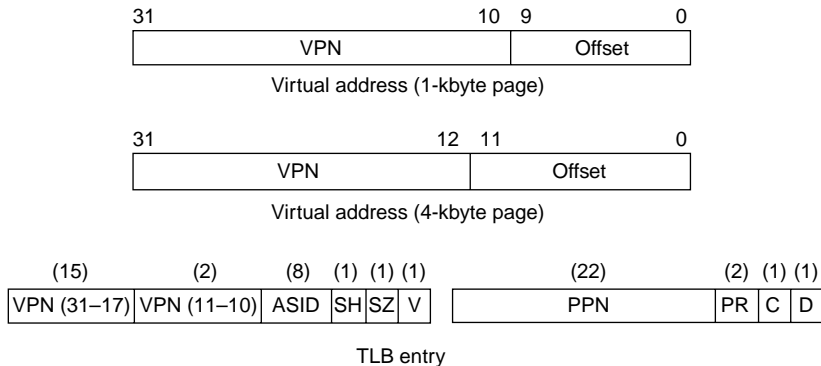 31 10 9 0
VPN Offset
Virtual address (1-kbyte page)
31 12 11 0
VPN Offset
Virtual address (4-kbyte page)
(15) (2) (8) (1) (1) (1) (22) (2) (1) (1)
VPN (31–17) VPN (11–10) ASID SH SZ V PPN PR C D
TLB entry